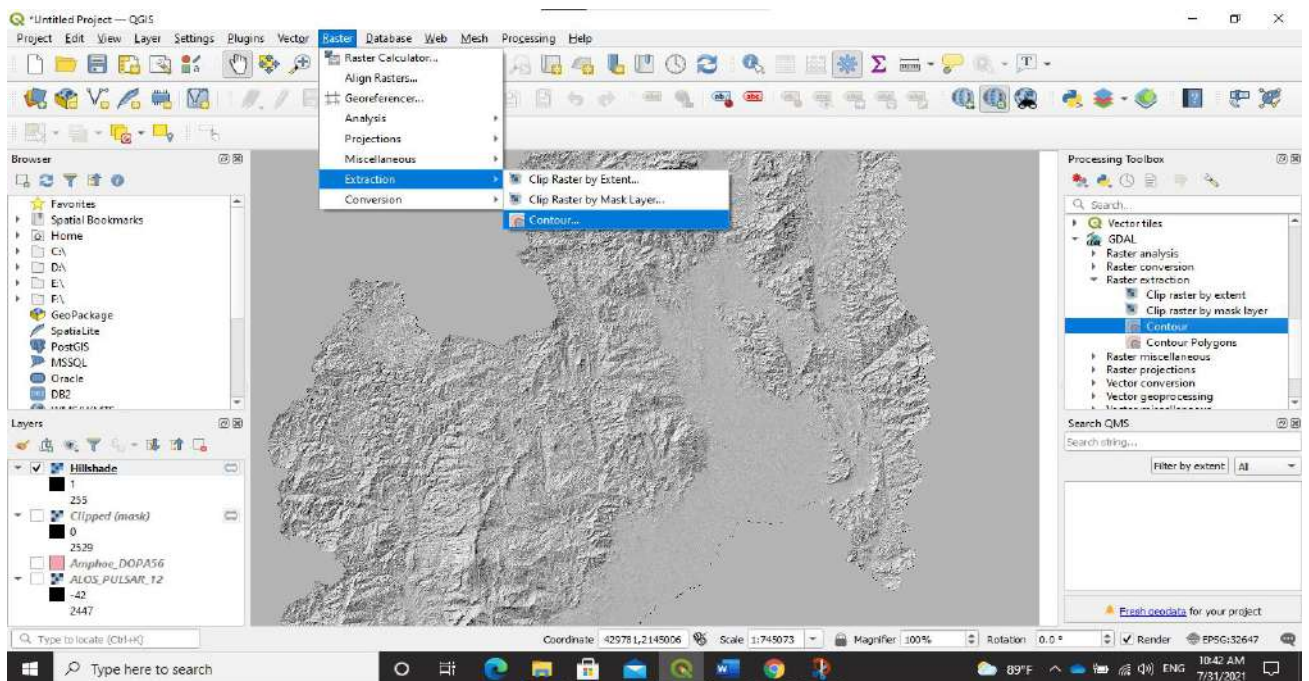 *Untitled Project — QGIS
Project Edit View Layer Settings Plugins Vector Raster Database Web Mesh Processing Help
Raster Calculator...
Align Rasters...
Georeferencer...
Analysis
Projections
Miscellaneous
Extraction
Conversion
Clip Raster by Extent...
Clip Raster by Mask Layer...
Contour...
Browser
Favorites
Spatial Bookmarks
Home
C:\
D:\
E:\
F:\
GeoPackage
SpatiaLite
PostGIS
MSSQL
Oracle
DB2
Layers
Hillshade
1
255
Clipped (mask)
0
2529
Amphoe_DOPA56
ALOS_PULSAR_12
-42
2447
Processing Toolbox
Search...
Vector tiles
GDAL
Raster analysis
Raster conversion
Raster extraction
Clip raster by extent
Clip raster by mask layer
Contour
Contour Polygons
Raster miscellaneous
Raster projections
Vector conversion
Vector geoprocessing
Search QMS
Search string...
Filter by extent All
Fresh geodata for your project
Type to locate (Ctrl+K) Coordinate 429781,2145006 Scale 1:745073 Magnifier 100% Rotation 0.0 ° Render EPSG:32647
Type here to search 89°F ENG 10:42 AM
7/31/2021